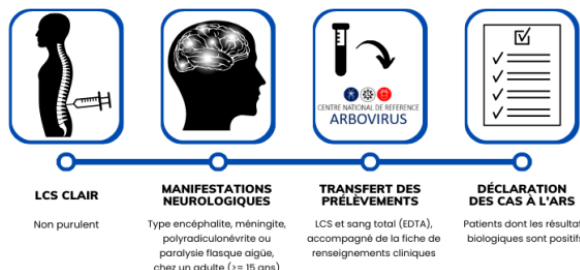 CENTRE NATIONAL DE REFERENCE
ARBOVIRUS
LCS CLAIR
Non purulent
MANIFESTATIONS
NEUROLOGIQUES
Type encéphalite, méningite,
polyradiculonévrite ou
paralysie flasque aigüe,
chez un adulte (>= 15 ans)
TRANSFERT DES
PRÉLÈVEMENTS
LCS et sang total (EDTA),
accompagné de la fiche de
renseignements cliniques
DÉCLARATION
DES CAS À L'ARS
Patients dont les résultat
biologiques sont positifs